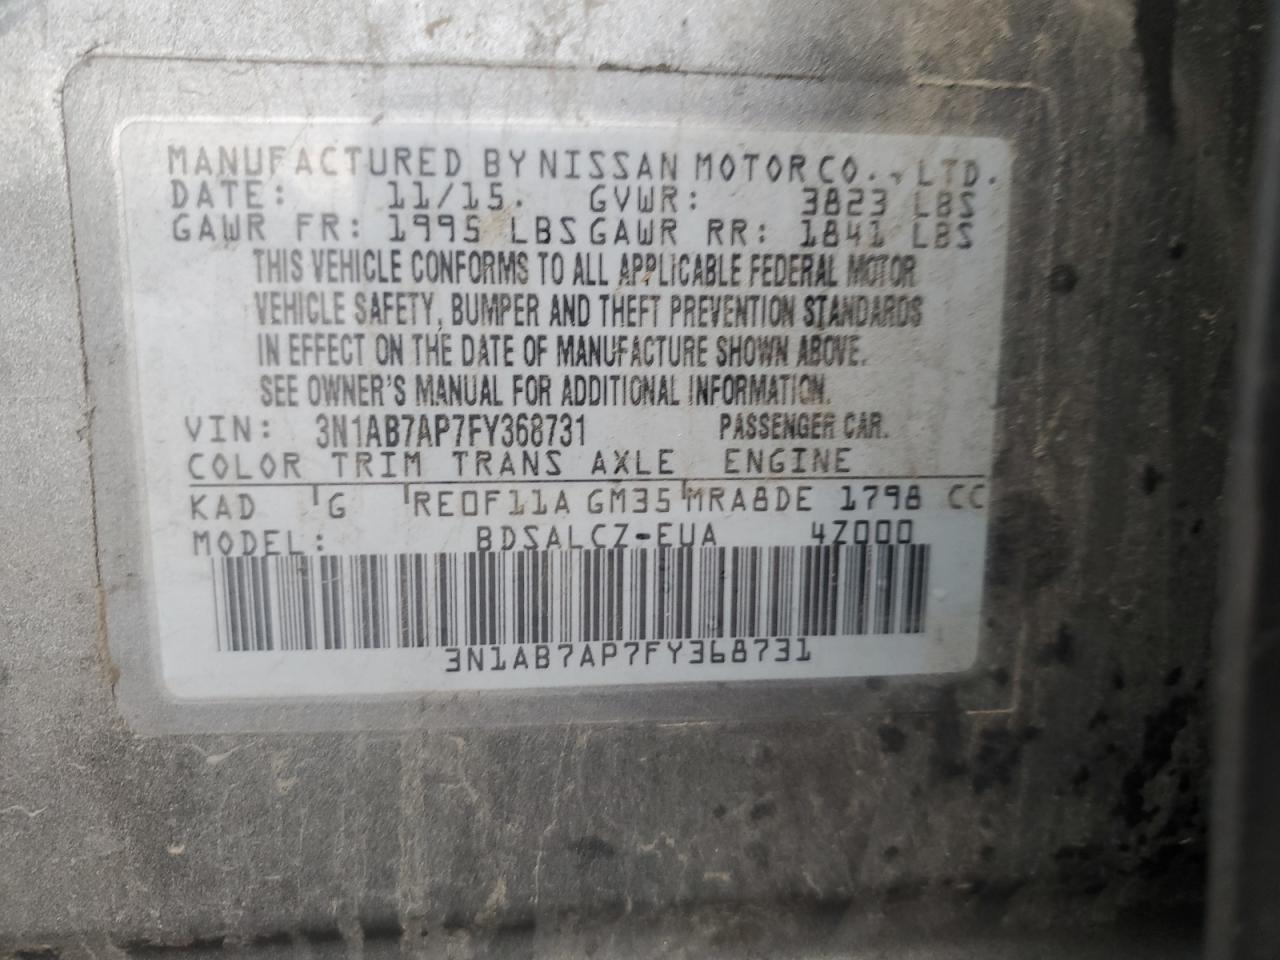 MANUFACTURED BY NISSAN MOTOR CO., LTD.
DATE: 11/15. GVWR: 3823 LBS
GAWR FR: 1995 LBS GAWR RR: 1841 LBS
THIS VEHICLE CONFORMS TO ALL APPLICABLE FEDERAL MOTOR
VEHICLE SAFETY, BUMPER AND THEFT PREVENTION STANDARDS
IN EFFECT ON THE DATE OF MANUFACTURE SHOWN ABOVE.
SEE OWNER'S MANUAL FOR ADDITIONAL INFORMATION.
VIN: 3N1AB7AP7FY368731 PASSENGER CAR.
COLOR TRIM TRANS AXLE ENGINE
KAD G RE0F11A GM35 MRA8DE 1798 CC
MODEL: BDSALCZ-EUA 4Z000
3N1AB7AP7FY368731